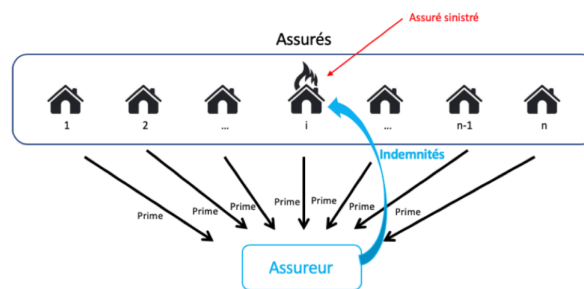 Assuré sinistré
Assurés
1 2 ... i ... n-1 n
Indemnités
Prime Prime Prime Prime Prime Prime Prime
Assureur